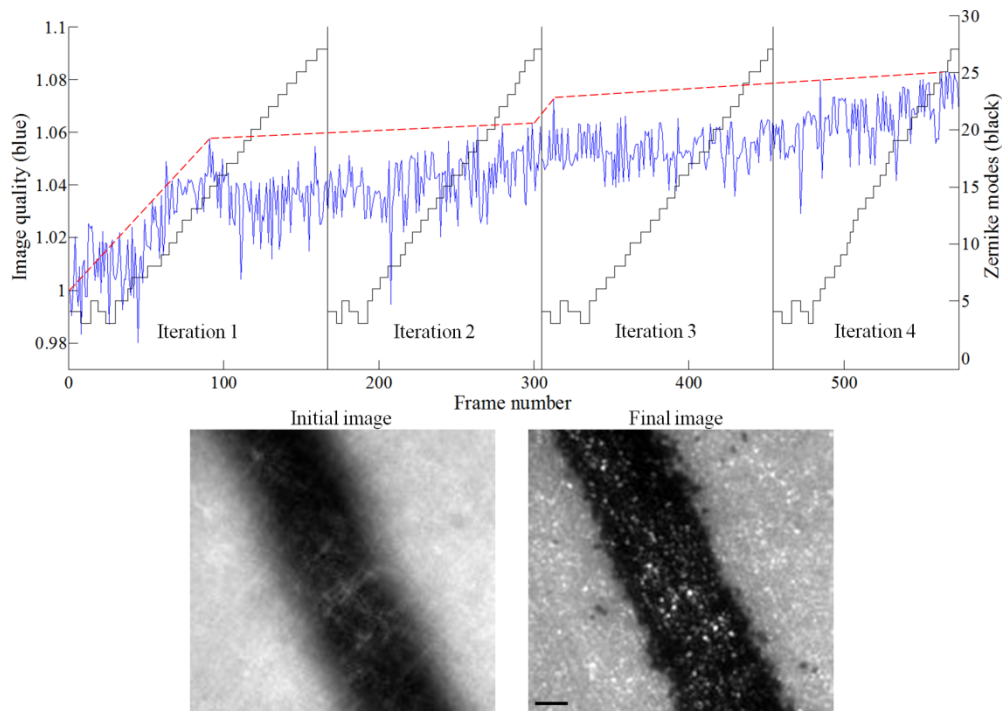 Image quality (blue)
1.1
1.08
1.06
1.04
1.02
1
0.98
30
25
20
15
10
5
0
Zernike modes (black)
Iteration 1
Iteration 2
Iteration 3
Iteration 4
0 100 200 300 400 500
Frame number
Initial image Final image